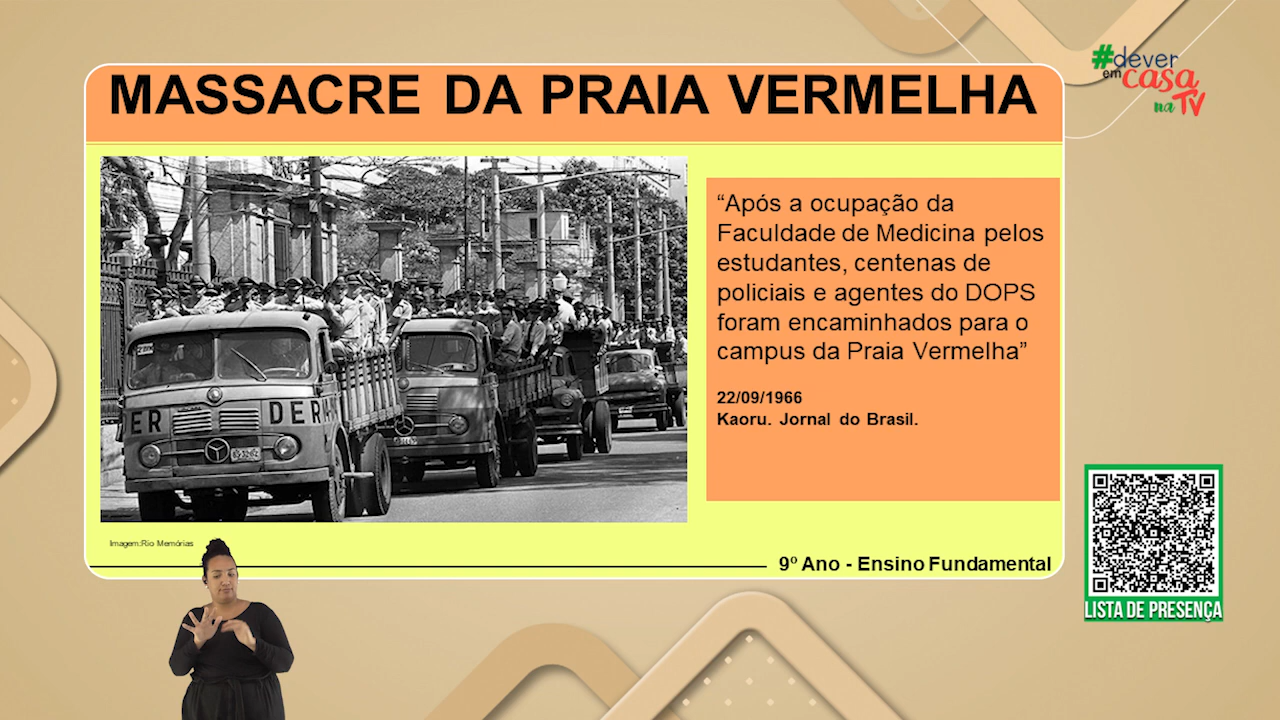 MASSACRE DA PRAIA VERMELHA
#dever
em casa
na TV
“Após a ocupação da
Faculdade de Medicina pelos
estudantes, centenas de
policiais e agentes do DOPS
foram encaminhados para o
campus da Praia Vermelha”
22/09/1966
Kaoru. Jornal do Brasil.
DER
Imagem:Rio Memórias
9º Ano - Ensino Fundamental
LISTA DE PRESENÇA